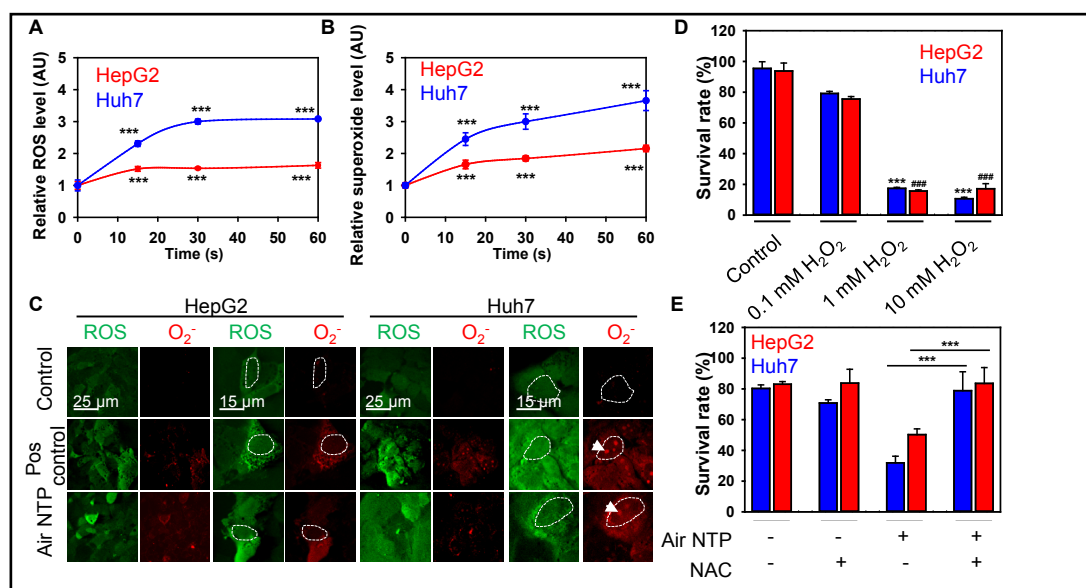 A
Relative ROS level (AU)
5
4
3
2
1
0
HepG2
Huh7
***
***
***
***
***
***
0 10 20 30 40 50 60
Time (s)
B
Relative superoxide level (AU)
5
4
3
2
1
0
HepG2
Huh7
***
***
***
***
***
***
0 10 20 30 40 50 60
Time (s)
C
HepG2 Huh7
ROS O₂⁻ ROS O₂⁻ ROS O₂⁻ ROS O₂⁻
Control
25 µm 15 µm 25 µm 15 µm
Pos
control
Air NTP
D
Survival rate (%)
120
100
80
60
40
20
0
HepG2
Huh7
*** ### *** ###
Control
0.1 mM H₂O₂
1 mM H₂O₂
10 mM H₂O₂
E
Survival rate (%)
120
100
80
60
40
20
0
HepG2
Huh7
***
***
Air NTP - - + +
NAC - + - +